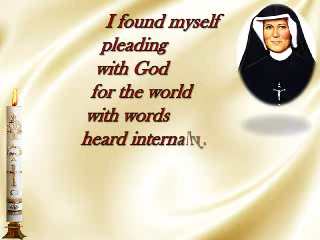 I found myself
pleading
with God
for the world
with words
heard internally.